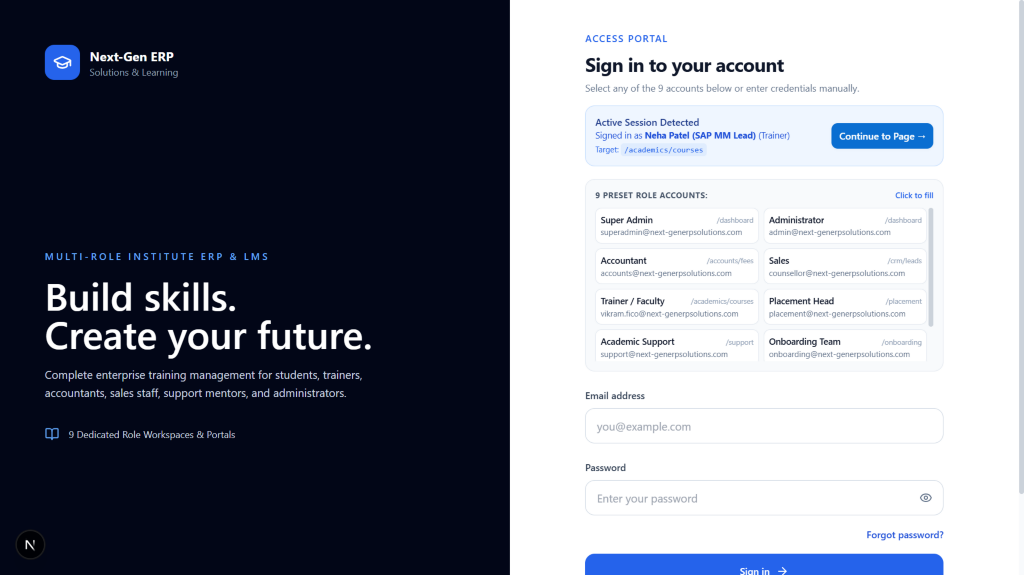 Next-Gen ERP
Solutions & Learning
MULTI-ROLE INSTITUTE ERP & LMS
Build skills.
Create your future.
Complete enterprise training management for students, trainers,
accountants, sales staff, support mentors, and administrators.
9 Dedicated Role Workspaces & Portals
N
ACCESS PORTAL
Sign in to your account
Select any of the 9 accounts below or enter credentials manually.
Active Session Detected
Signed in as Neha Patel (SAP MM Lead) (Trainer)
Target: /academics/courses
Continue to Page →
9 PRESET ROLE ACCOUNTS:
Click to fill
Super Admin /dashboard
superadmin@next-generpsolutions.com
Administrator /dashboard
admin@next-generpsolutions.com
Accountant /accounts/fees
accounts@next-generpsolutions.com
Sales /crm/leads
counsellor@next-generpsolutions.com
Trainer / Faculty /academics/courses
vikram.fico@next-generpsolutions.com
Placement Head /placement
placement@next-generpsolutions.com
Academic Support /support
support@next-generpsolutions.com
Onboarding Team /onboarding
onboarding@next-generpsolutions.com
Email address
you@example.com
Password
Enter your password
Forgot password?
Sign in →